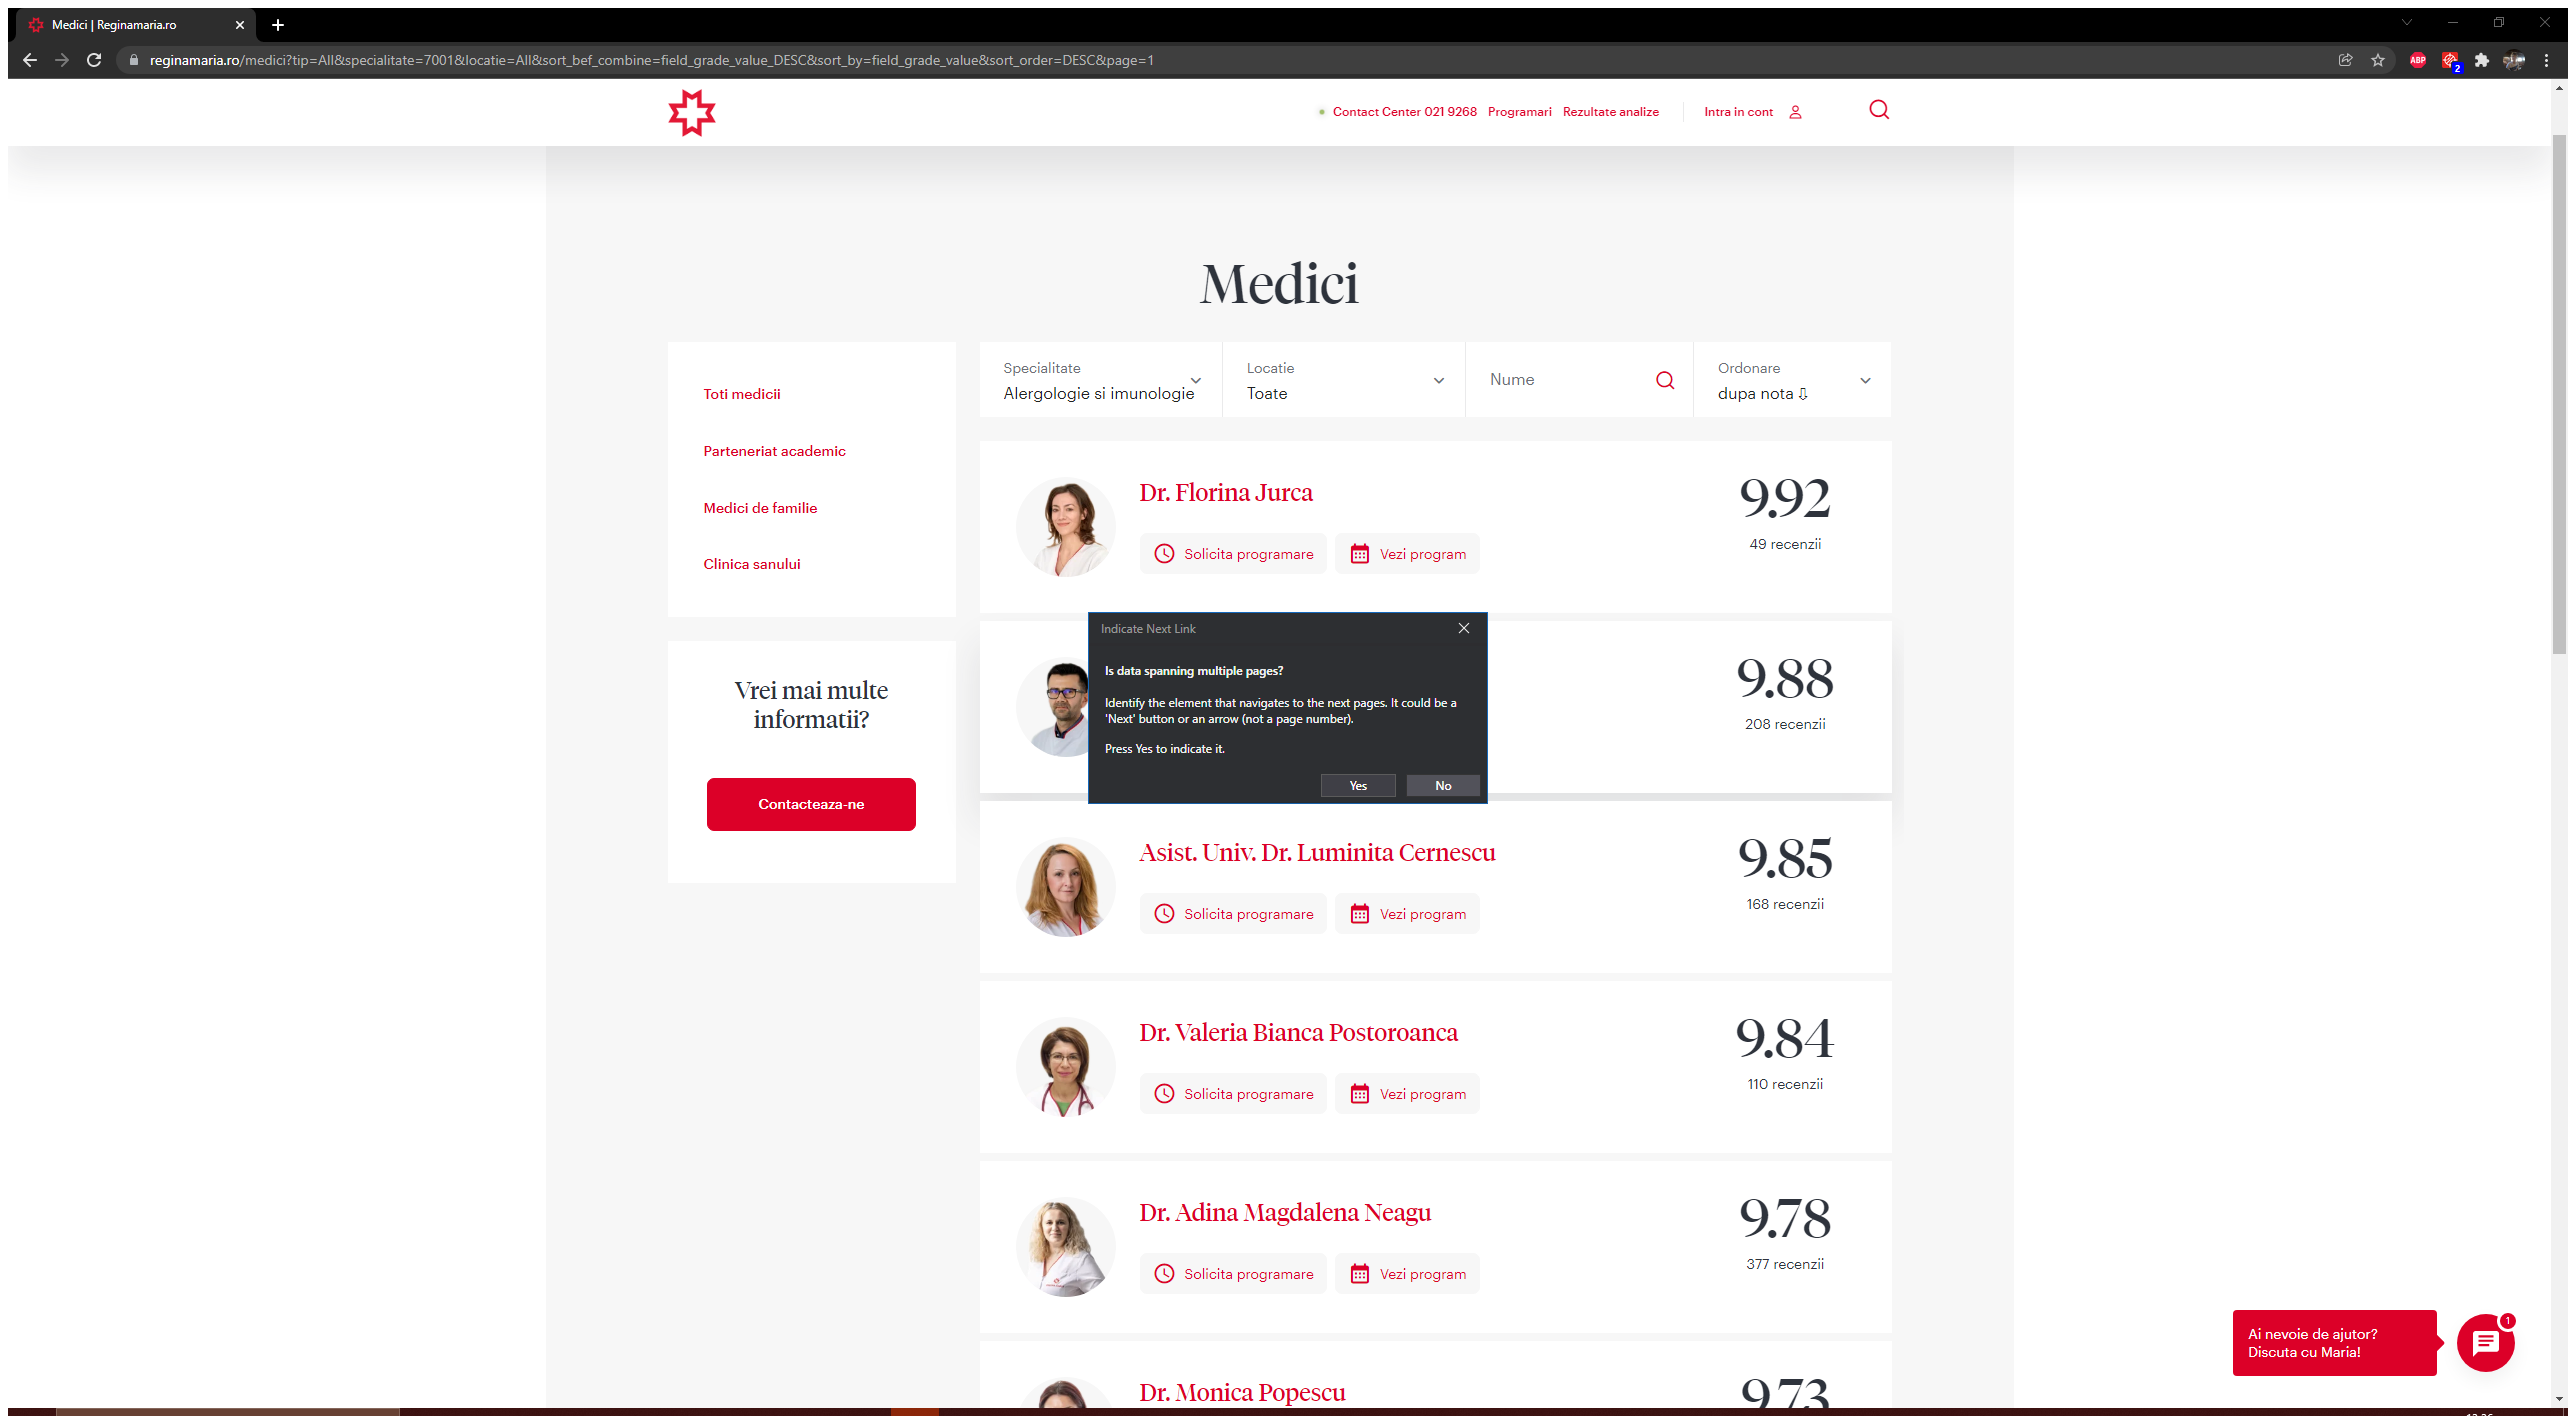 Medici | Reginamaria.ro
reginamaria.ro/medici?tip=All&specialitate=7001&locatie=All&sort_bef_combine=field_grade_value_DESC&sort_by=field_grade_value&sort_order=DESC&page=1
ABP
2
Contact Center 021 9268 Programari Rezultate analize Intra in cont
Medici
Toti medicii
Parteneriat academic
Medici de familie
Clinica sanului
Vrei mai multe
informatii?
Contacteaza-ne
Specialitate
Alergologie si imunologie
Locatie
Toate
Nume
Ordonare
dupa nota ⇩
Dr. Florina Jurca
Solicita programare Vezi program
9.92
49 recenzii
Indicate Next Link
Is data spanning multiple pages?
Identify the element that navigates to the next pages. It could be a
'Next' button or an arrow (not a page number).
Press Yes to indicate it.
Yes No
9.88
208 recenzii
Asist. Univ. Dr. Luminita Cernescu
Solicita programare Vezi program
9.85
168 recenzii
Dr. Valeria Bianca Postoroanca
Solicita programare Vezi program
9.84
110 recenzii
Dr. Adina Magdalena Neagu
Solicita programare Vezi program
9.78
377 recenzii
Dr. Monica Popescu
9.73
Ai nevoie de ajutor?
Discuta cu Maria!
1